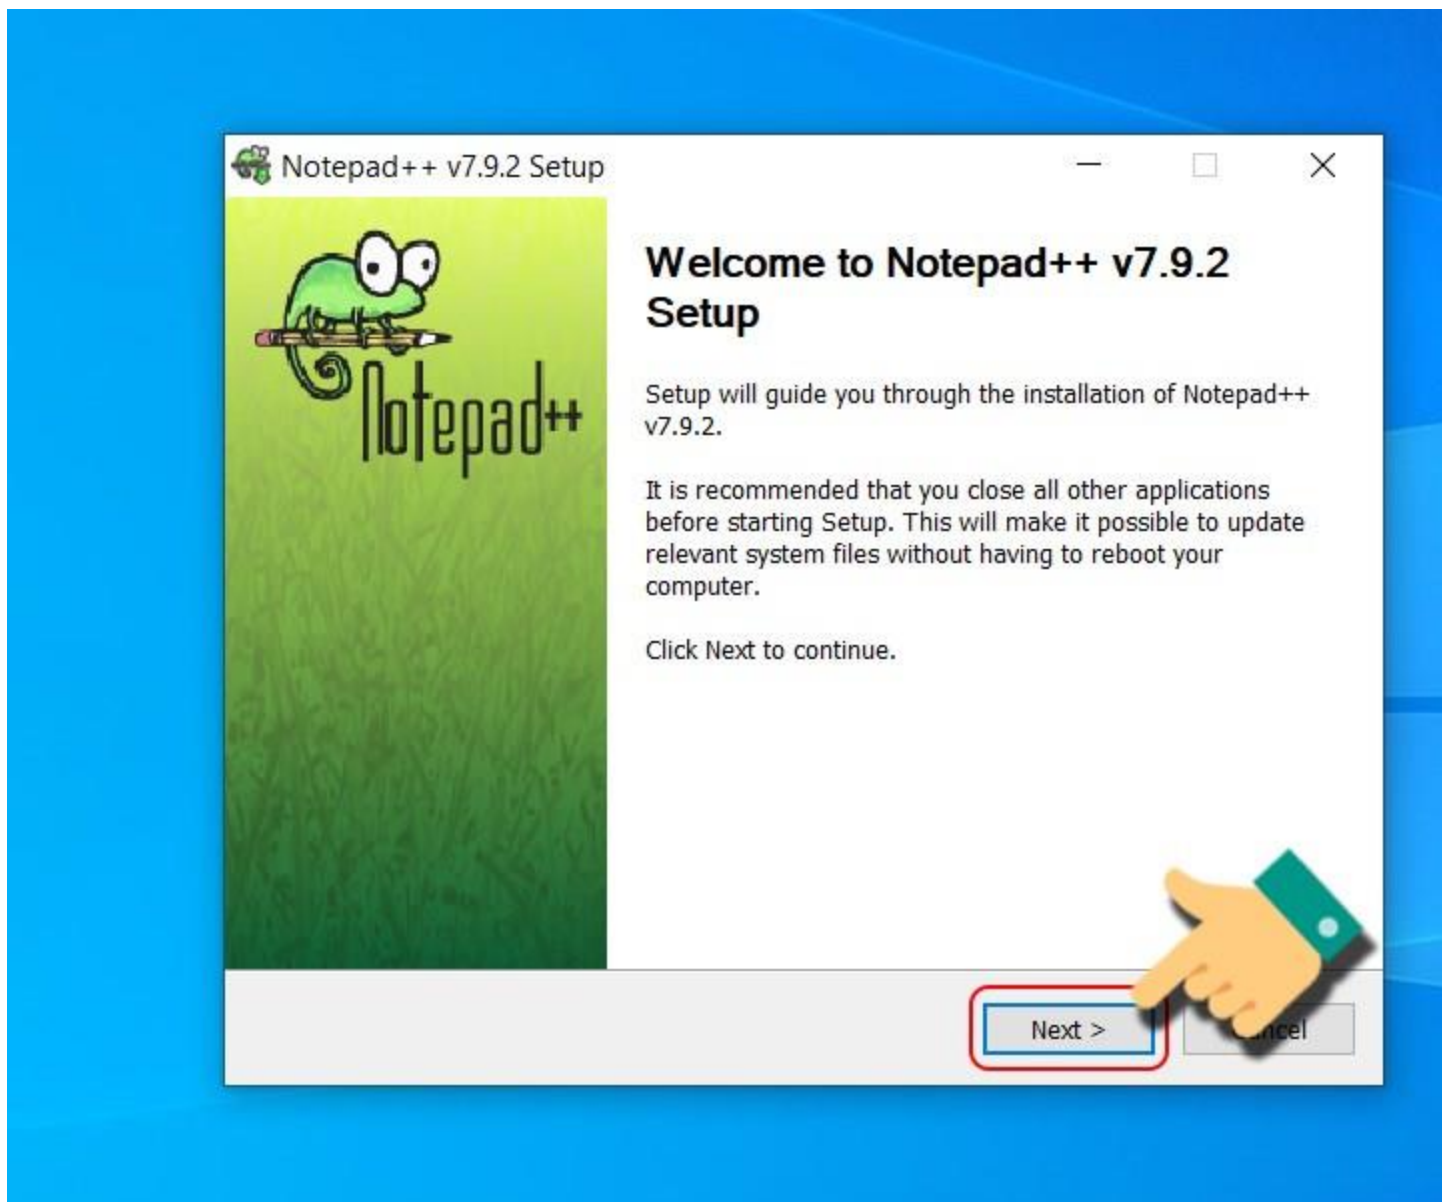 Notepad++ v7.9.2 Setup
Notepad++
Welcome to Notepad++ v7.9.2
Setup
Setup will guide you through the installation of Notepad++
v7.9.2.
It is recommended that you close all other applications
before starting Setup. This will make it possible to update
relevant system files without having to reboot your
computer.
Click Next to continue.
Next >
Cancel